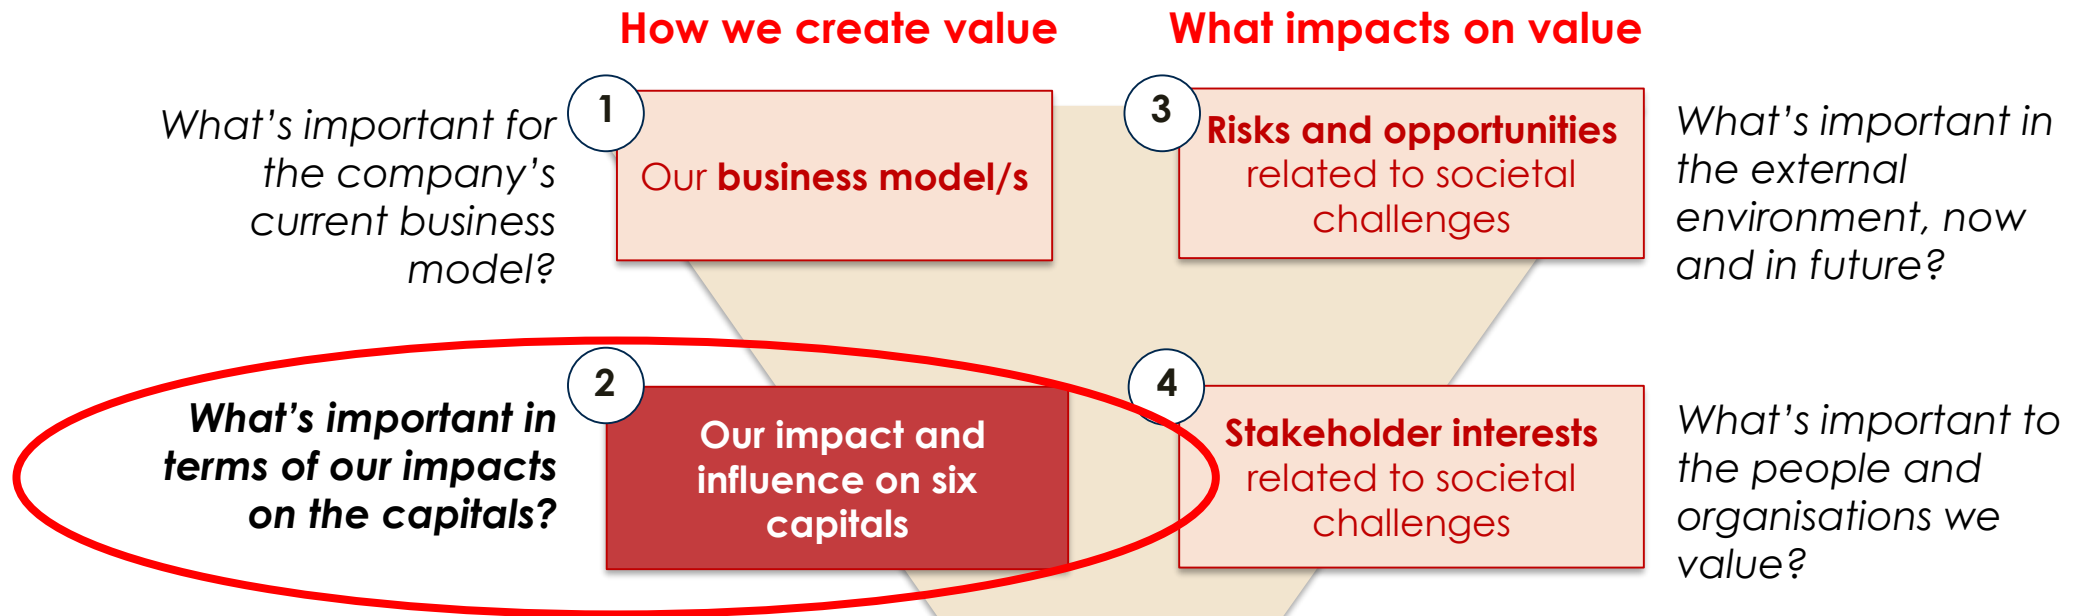 How we create value
What impacts on value
What's important for
the company's
current business
model?
1
Our business model/s
3
Risks and opportunities
related to societal
challenges
What's important in
the external
environment, now
and in future?
What's important in
terms of our impacts
on the capitals?
2
Our impact and
influence on six
capitals
4
Stakeholder interests
related to societal
challenges
What's important to
the people and
organisations we
value?